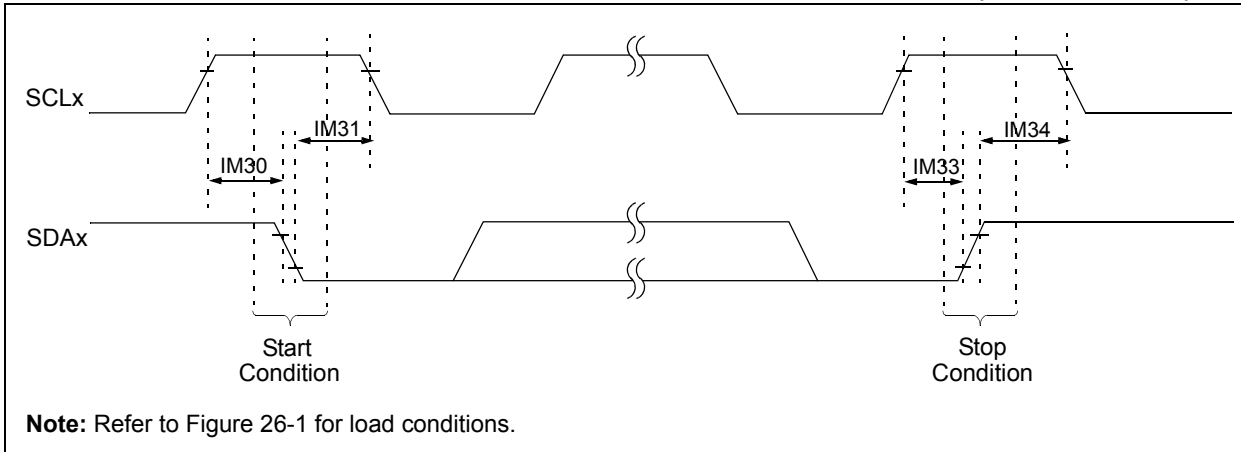 SCLx
IM31
IM34
IM30
IM33
SDAx
Start
Condition
Stop
Condition
Note: Refer to Figure 26-1 for load conditions.